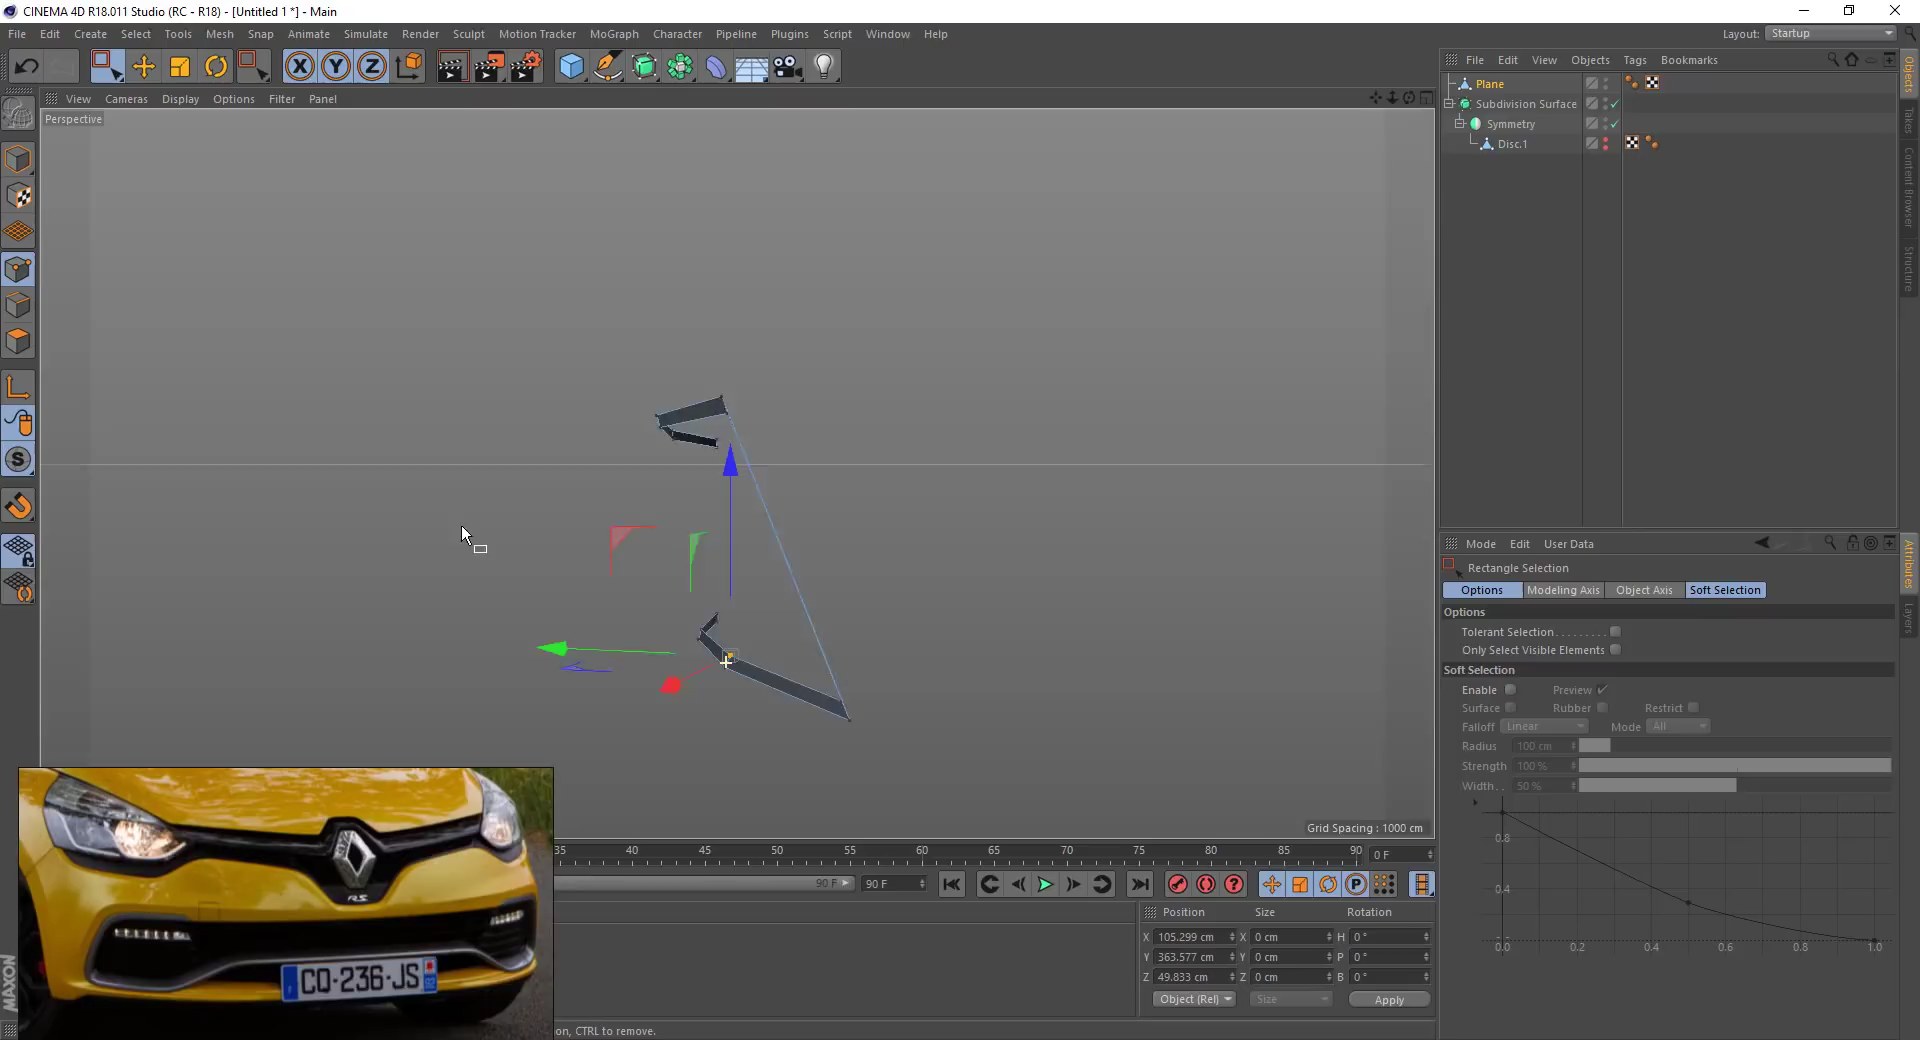 CINEMA 4D R18.011 Studio (RC - R18) - [Untitled 1 *] - Main
File Edit Create Select Tools Mesh Snap Animate Simulate Render Sculpt Motion Tracker MoGraph Character Pipeline Plugins Script Window Help
Layout: Startup
X Y Z
View Cameras Display Options Filter Panel
Perspective
Grid Spacing : 1000 cm
File Edit View Objects Tags Bookmarks
Plane
Subdivision Surface
Symmetry
Disc.1
Objects
Takes
Content Browser
Structure
Mode Edit User Data
Rectangle Selection
Options Modeling Axis Object Axis Soft Selection
Options
Tolerant Selection . . . . . . . . .
Only Select Visible Elements
Soft Selection
Enable Preview
Surface Rubber Restrict
Falloff Linear Mode All
Radius 100 cm
Strength 100 %
Width . . 50 %
0.8
0.4
0.0 0.2 0.4 0.6 0.8 1.0
Attributes
Layers
35 40 45 50 55 60 65 70 75 80 85 90 0 F
90 F 90 F
Position Size Rotation
X 105.299 cm X 0 cm H 0 °
Y 363.577 cm Y 0 cm P 0 °
Z 49.833 cm Z 0 cm B 0 °
Object (Rel) Size Apply
on, CTRL to remove.
RS
CQ-236-JS
MAXON